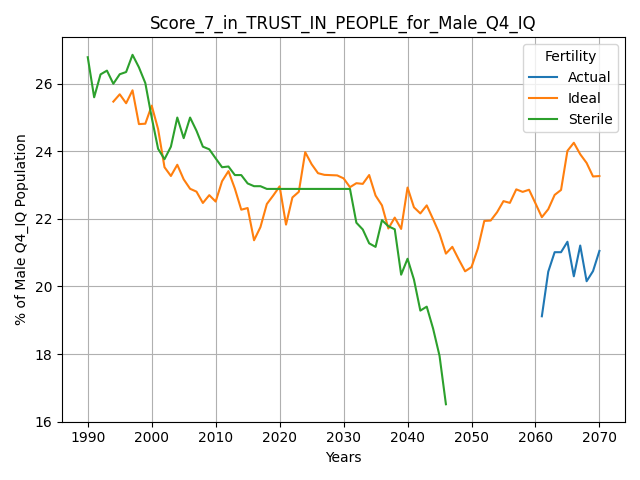 Score_7_in_TRUST_IN_PEOPLE_for_Male_Q4_IQ
Fertility
Actual
Ideal
Sterile
% of Male Q4_IQ Population
26
24
22
20
18
16
1990 2000 2010 2020 2030 2040 2050 2060 2070
Years